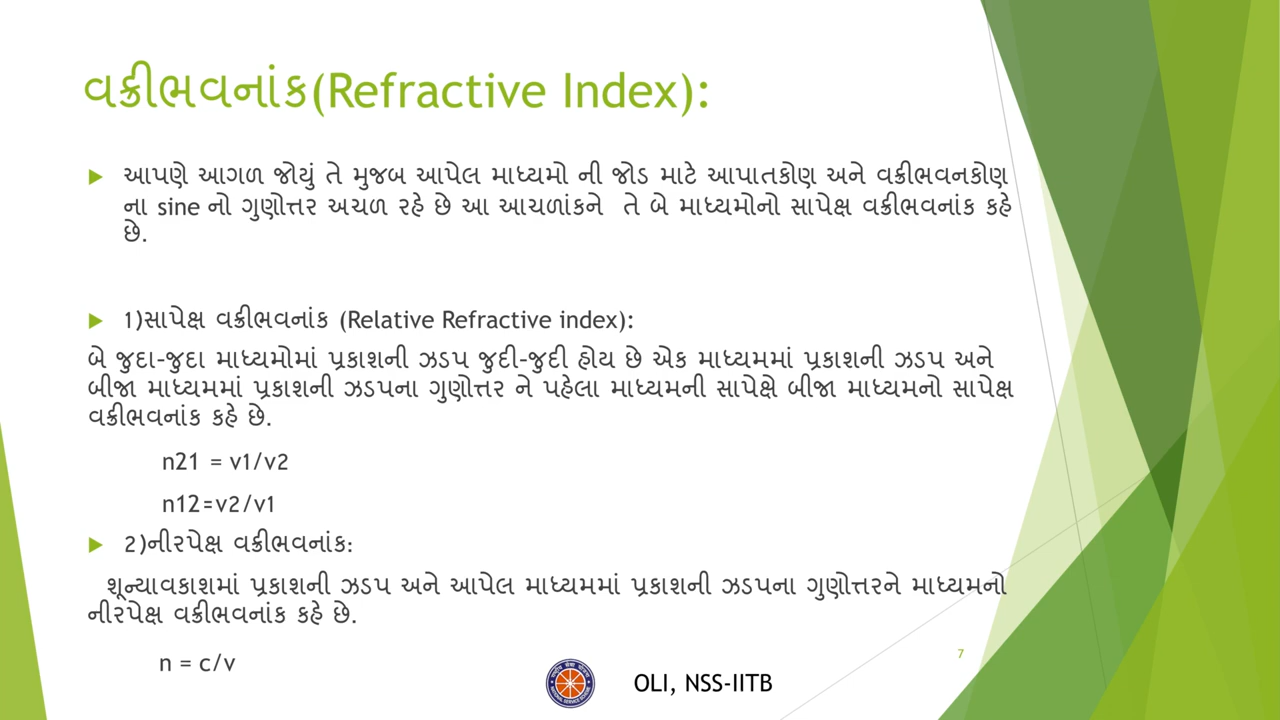 વક્રીભવનાંક(Refractive Index):
આપણે આગળ જોયું તે મુજબ આપેલ માધ્યમો ની જોડ માટે આપાતકોણ અને વક્રીભવનકોણ
ના sine નો ગુણોત્તર અચળ રહે છે આ આચળાંકને તે બે માધ્યમોનો સાપેક્ષ વક્રીભવનાંક કહે
છે.
1)સાપેક્ષ વક્રીભવનાંક (Relative Refractive index):
બે જુદા-જુદા માધ્યમોમાં પ્રકાશની ઝડપ જુદી-જુદી હોય છે એક માધ્યમમાં પ્રકાશની ઝડપ અને
બીજા માધ્યમમાં પ્રકાશની ઝડપના ગુણોત્તર ને પહેલા માધ્યમની સાપેક્ષે બીજા માધ્યમનો સાપેક્ષ
વક્રીભવનાંક કહે છે.
n21 = v1/v2
n12=v2/v1
2)નીરપેક્ષ વક્રીભવનાંક:
શૂન્યાવકાશમાં પ્રકાશની ઝડપ અને આપેલ માધ્યમમાં પ્રકાશની ઝડપના ગુણોત્તરને માધ્યમનો
નીરપેક્ષ વક્રીભવનાંક કહે છે.
n = c/v
7
OLI, NSS-IITB